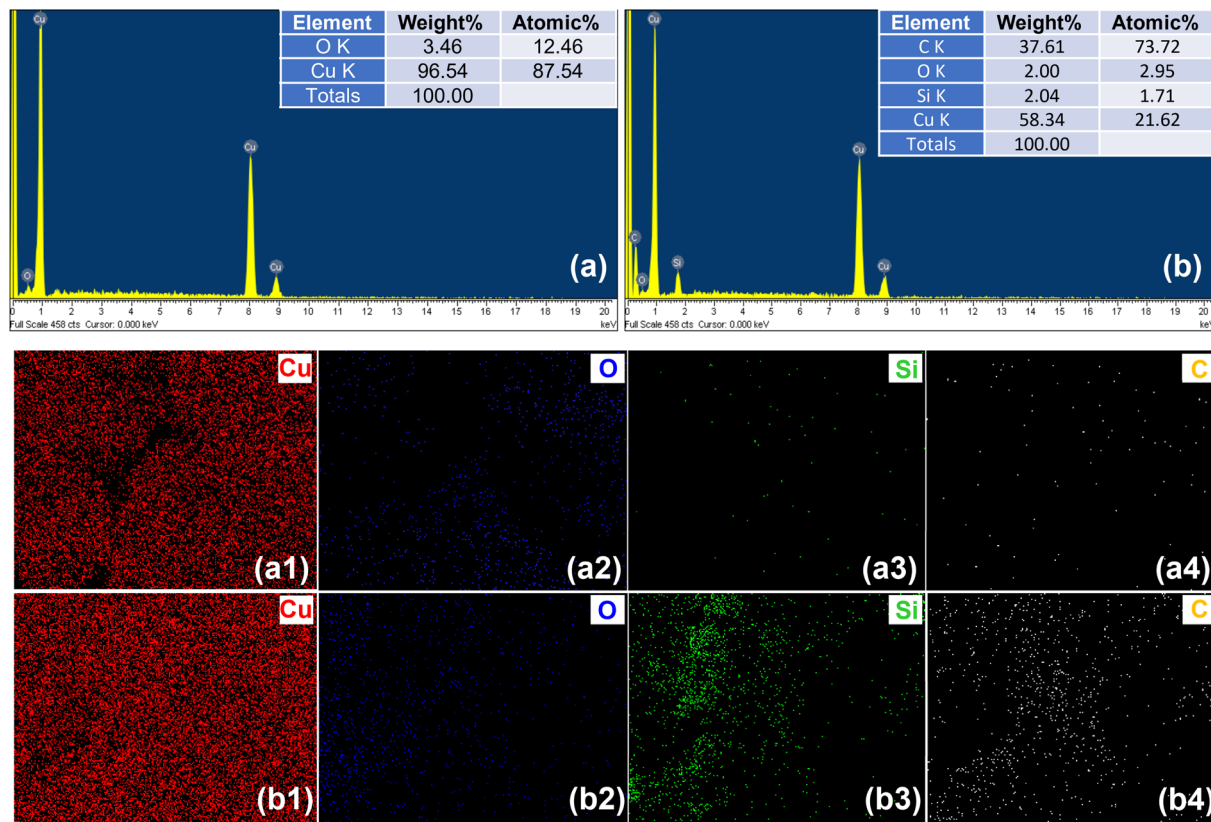 Cu
Element Weight% Atomic%
O K 3.46 12.46
Cu K 96.54 87.54
Totals 100.00
Cu
O
Cu
(a)
0 1 2 3 4 5 6 7 8 9 10 11 12 13 14 15 16 17 18 19 20
Full Scale 458 cts Cursor: 0.000 keV
keV
Cu
Element Weight% Atomic%
C K 37.61 73.72
O K 2.00 2.95
Si K 2.04 1.71
Cu K 58.34 21.62
Totals 100.00
Cu
C
O
Si
Cu
(b)
0 1 2 3 4 5 6 7 8 9 10 11 12 13 14 15 16 17 18 19 20
Full Scale 458 cts Cursor: 0.000 keV
keV
Cu
(a1)
O
(a2)
Si
(a3)
C
(a4)
Cu
(b1)
O
(b2)
Si
(b3)
C
(b4)